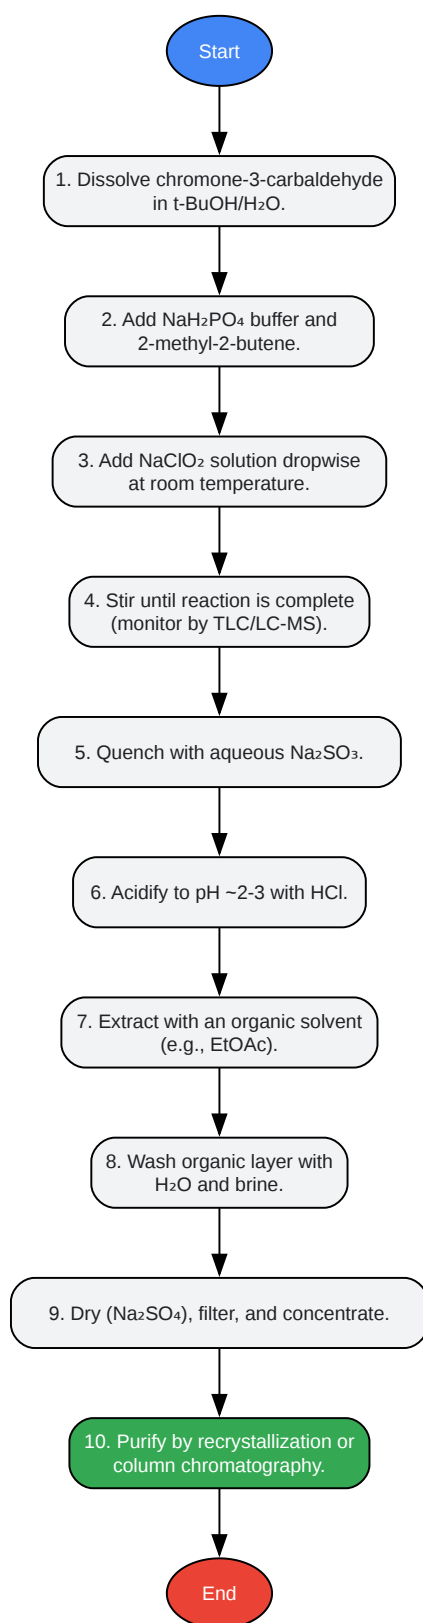 Start
1. Dissolve chromone-3-carbaldehyde
in t-BuOH/H₂O.
2. Add NaH₂PO₄ buffer and
2-methyl-2-butene.
3. Add NaClO₂ solution dropwise
at room temperature.
4. Stir until reaction is complete
(monitor by TLC/LC-MS).
5. Quench with aqueous Na₂SO₃.
6. Acidify to pH ~2-3 with HCl.
7. Extract with an organic solvent
(e.g., EtOAc).
8. Wash organic layer with
H₂O and brine.
9. Dry (Na₂SO₄), filter, and concentrate.
10. Purify by recrystallization or
column chromatography.
End